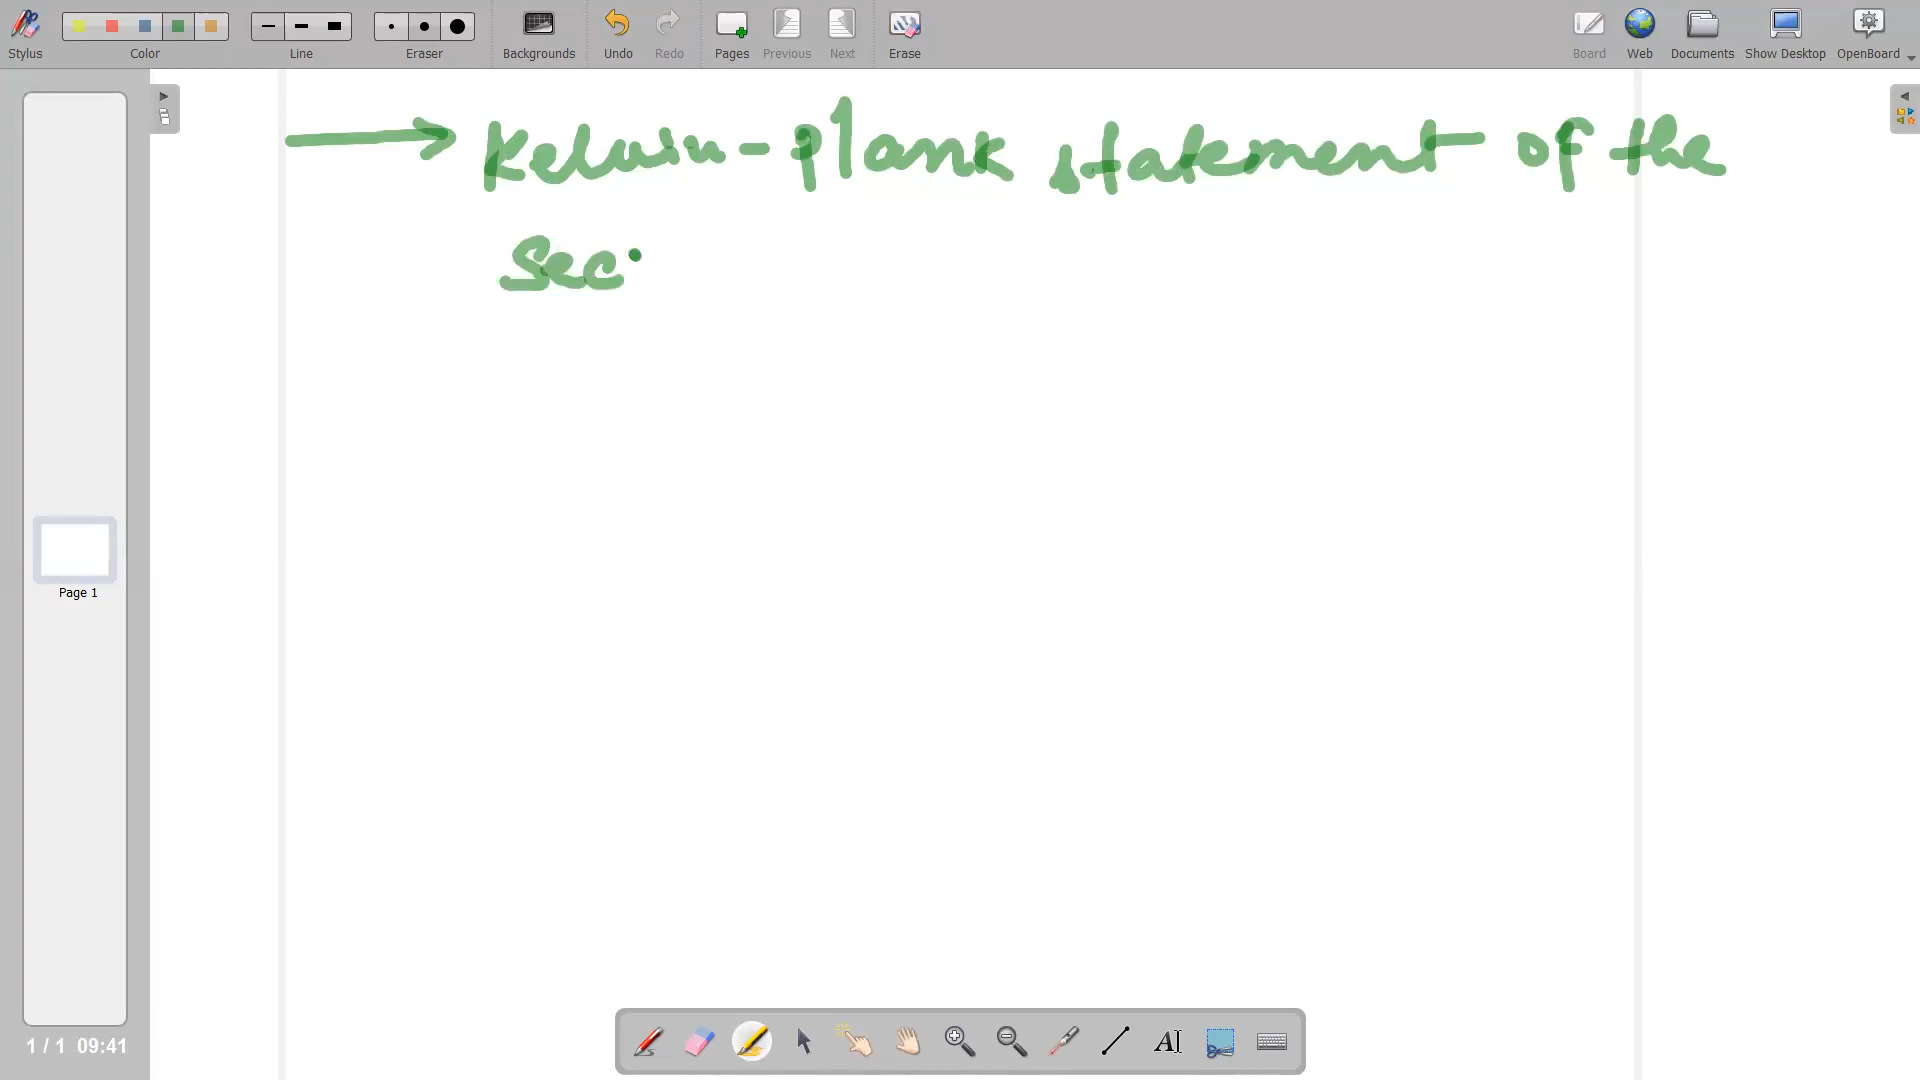 Stylus
Color
Line
Eraser
Backgrounds
Undo
Redo
Pages
Previous
Next
Erase
Board
Web
Documents
Show Desktop
OpenBoard
→ Kelvin-plank statement of the
Sec
Page 1
1 / 1 09:41